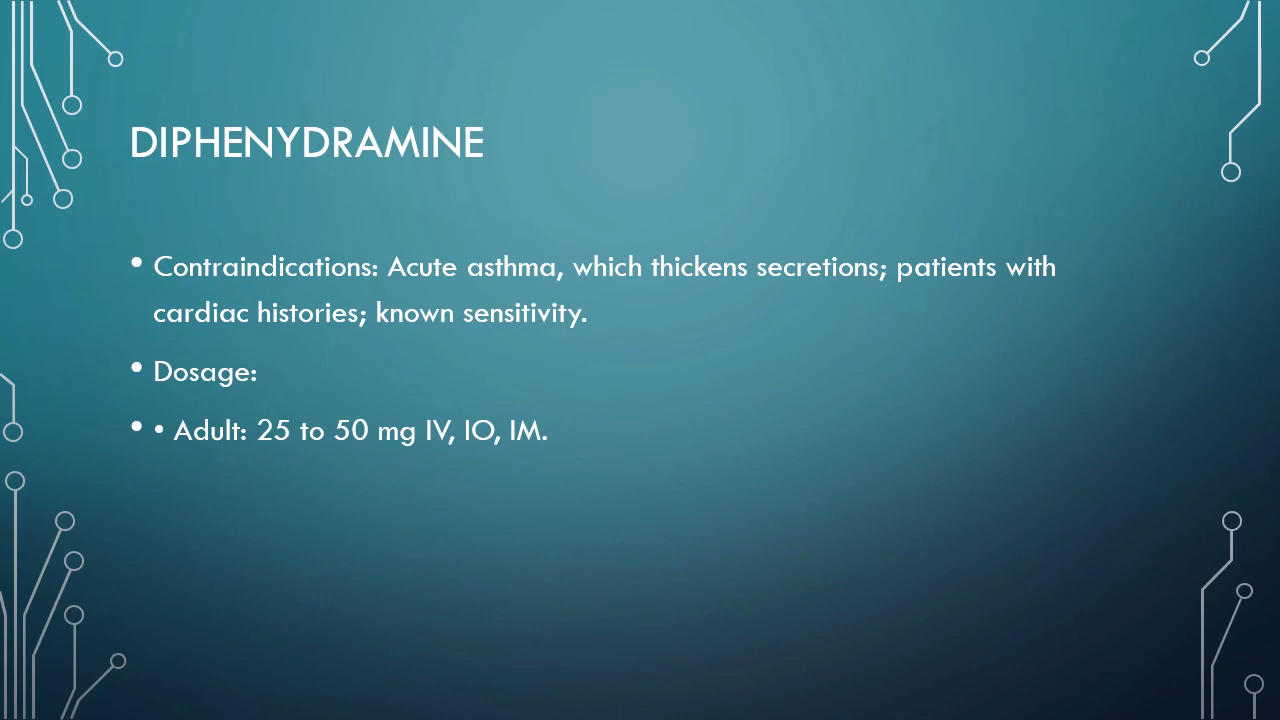 DIPHENYDRAMINE
• Contraindications: Acute asthma, which thickens secretions; patients with
cardiac histories; known sensitivity.
• Dosage:
• • Adult: 25 to 50 mg IV, IO, IM.